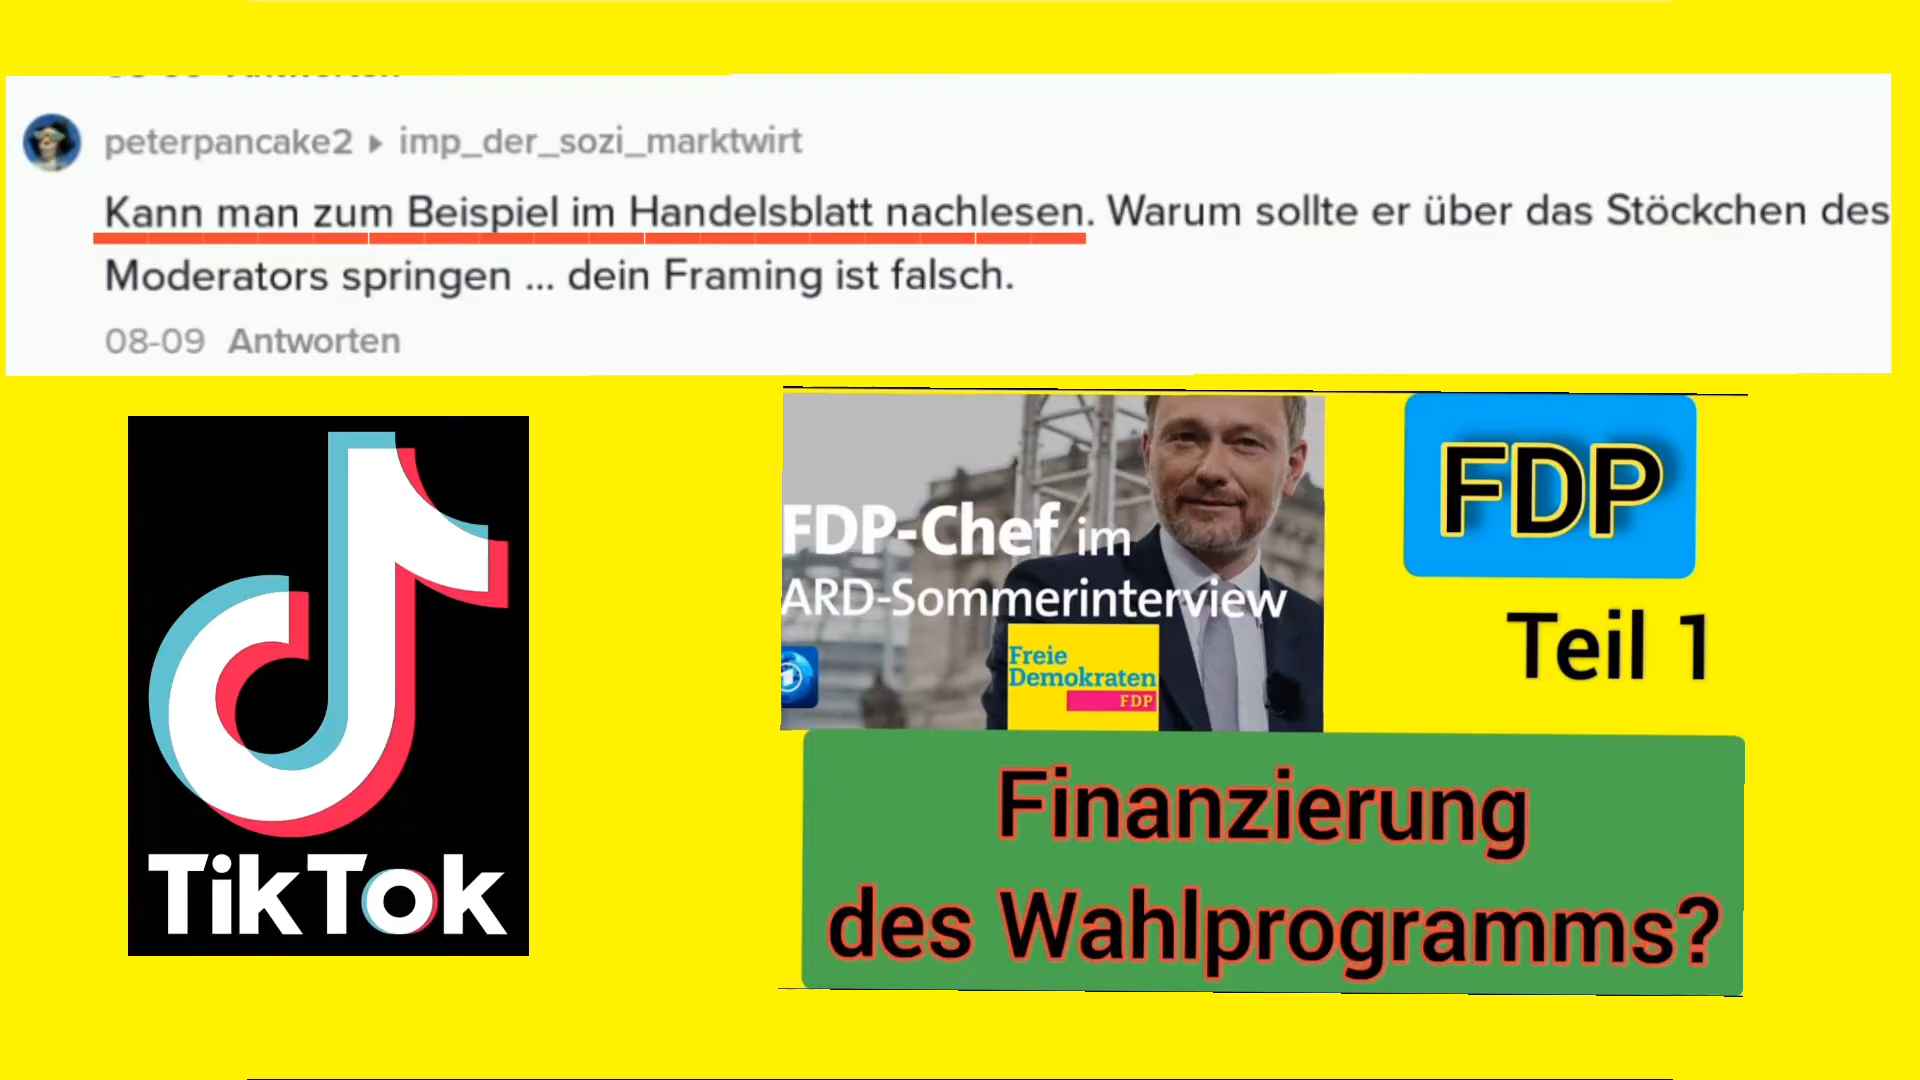 peterpancake2 ▸ imp_der_sozi_marktwirt
Kann man zum Beispiel im Handelsblatt nachlesen. Warum sollte er über das Stöckchen des
Moderators springen ... dein Framing ist falsch.
08-09 Antworten
TikTok
FDP-Chef im
ARD-Sommerinterview
1
Freie
Demokraten
FDP
FDP
Teil 1
Finanzierung
des Wahlprogramms?